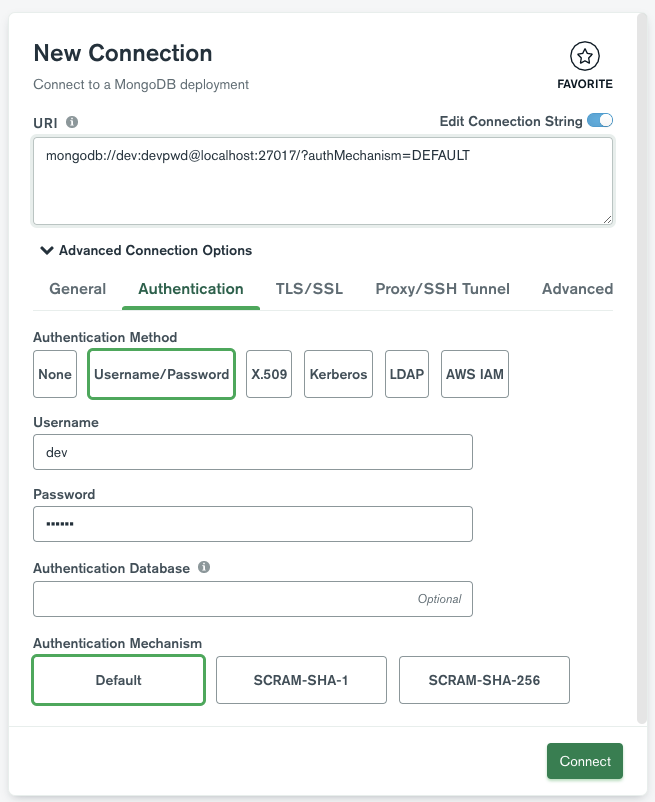 New Connection
FAVORITE
Connect to a MongoDB deployment
URI
Edit Connection String
mongodb://dev:devpwd@localhost:27017/?authMechanism=DEFAULT
Advanced Connection Options
General Authentication TLS/SSL Proxy/SSH Tunnel Advanced
Authentication Method
None Username/Password X.509 Kerberos LDAP AWS IAM
Username
dev
Password
••••••
Authentication Database
Optional
Authentication Mechanism
Default SCRAM-SHA-1 SCRAM-SHA-256
Connect